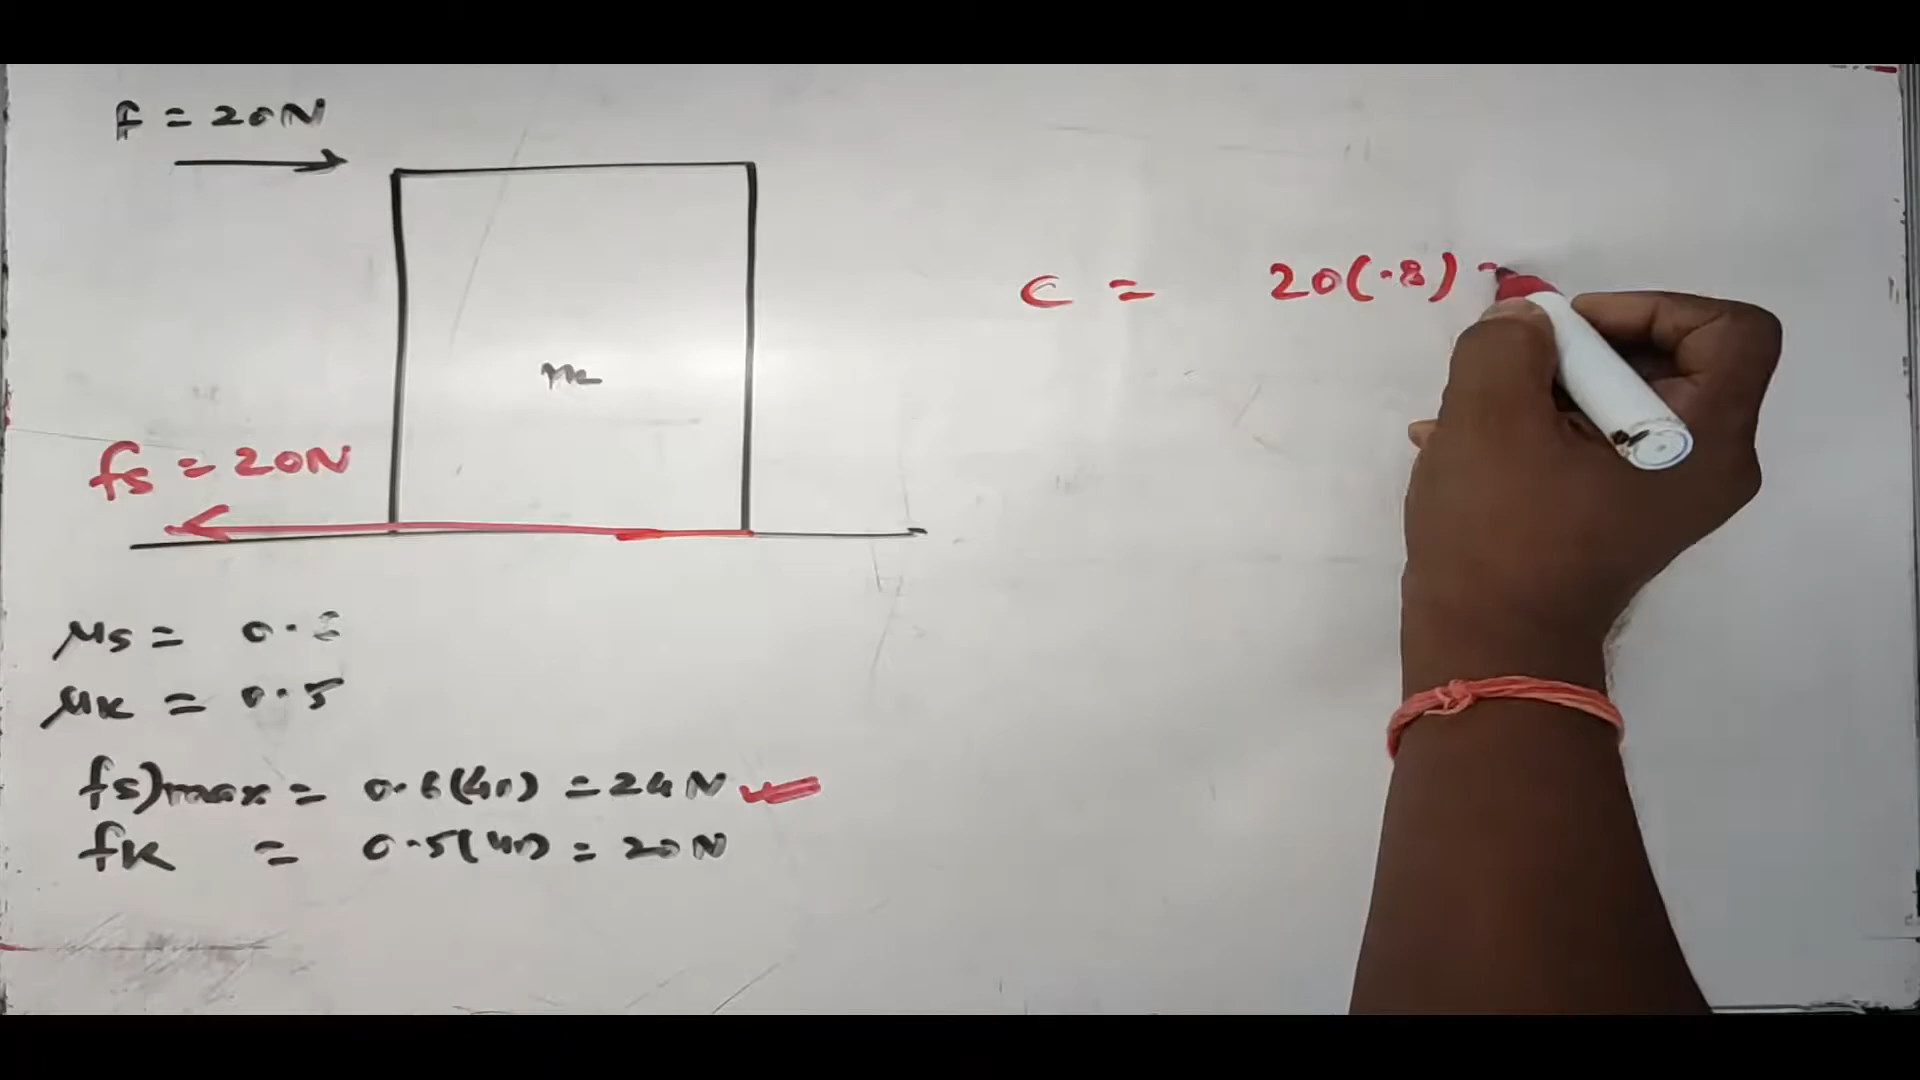 F = 20N
m
fs = 20N
μs = 0.
μk = 0.5
fs)max = 0.6(40) = 24N ✓
fk = 0.5(40) = 20N
C = 20(.8) =